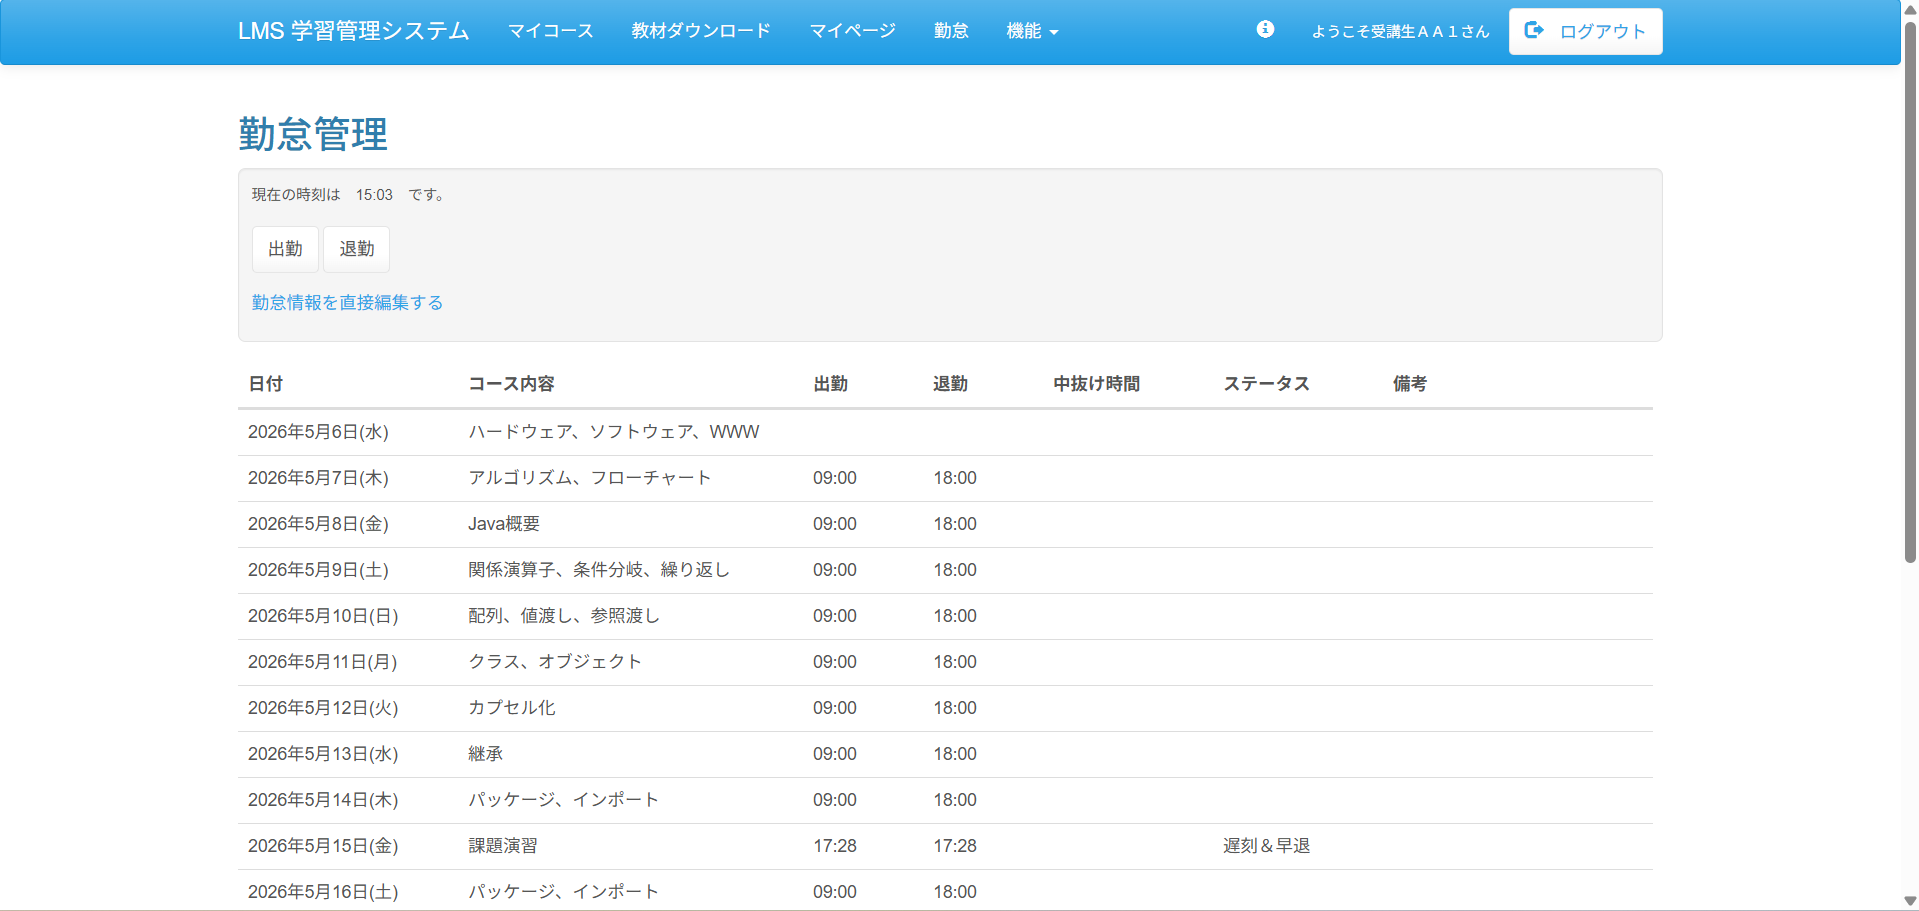 LMS 学習管理システム マイコース 教材ダウンロード マイページ 勤怠 機能 ようこそ受講生ＡＡ１さん ログアウト
勤怠管理
現在の時刻は　15:03　です。
出勤 退勤
勤怠情報を直接編集する
日付 コース内容 出勤 退勤 中抜け時間 ステータス 備考
2026年5月6日(水) ハードウェア、ソフトウェア、WWW
2026年5月7日(木) アルゴリズム、フローチャート 09:00 18:00
2026年5月8日(金) Java概要 09:00 18:00
2026年5月9日(土) 関係演算子、条件分岐、繰り返し 09:00 18:00
2026年5月10日(日) 配列、値渡し、参照渡し 09:00 18:00
2026年5月11日(月) クラス、オブジェクト 09:00 18:00
2026年5月12日(火) カプセル化 09:00 18:00
2026年5月13日(水) 継承 09:00 18:00
2026年5月14日(木) パッケージ、インポート 09:00 18:00
2026年5月15日(金) 課題演習 17:28 17:28 遅刻＆早退
2026年5月16日(土) パッケージ、インポート 09:00 18:00